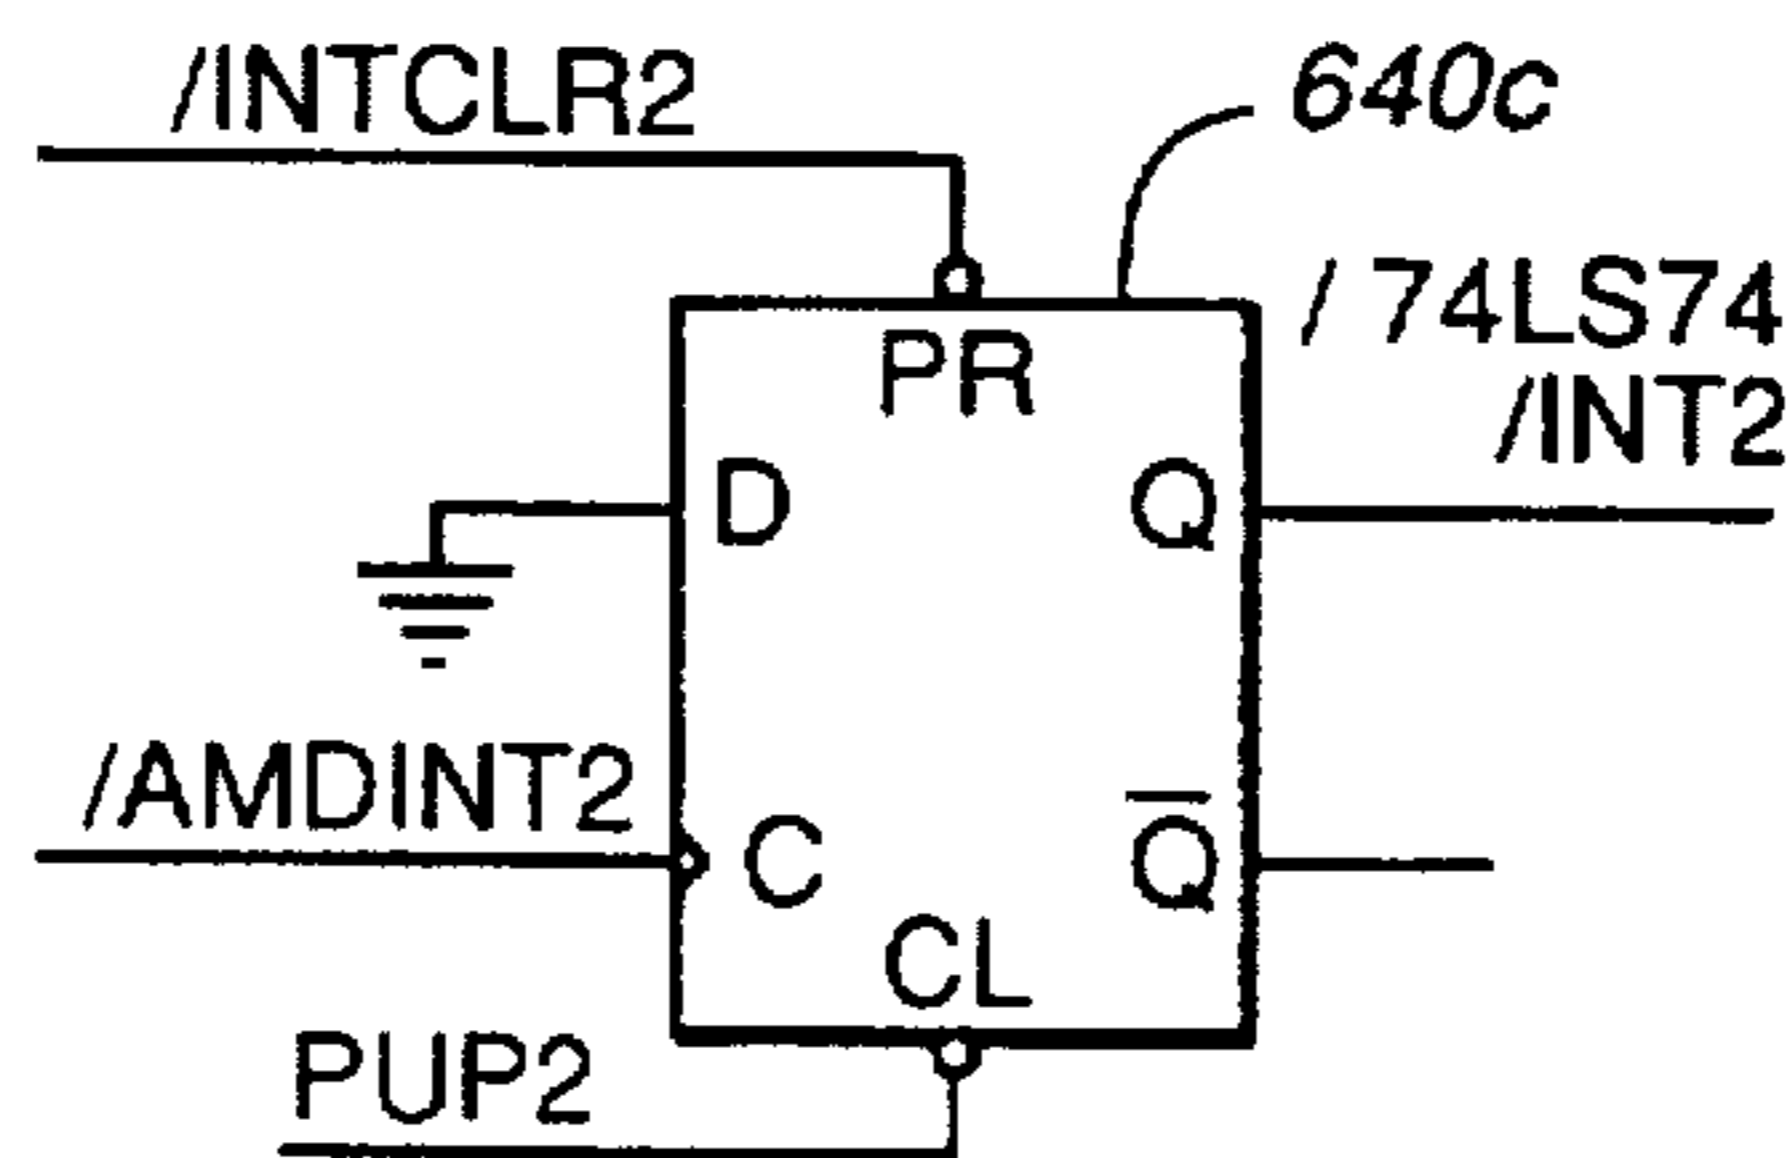 /INTCLR2
640c
/ 74LS74
/INT2
PR
D
Q
/AMDINT2
C
Q̅
CL
PUP2